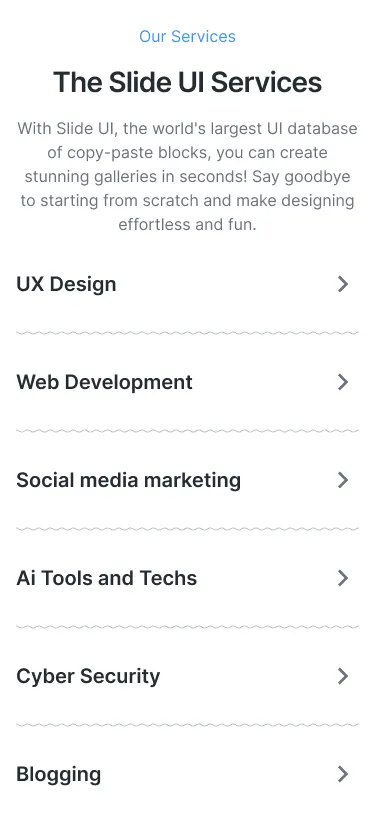 Our Services
The Slide UI Services
With Slide UI, the world's largest UI database
of copy-paste blocks, you can create
stunning galleries in seconds! Say goodbye
to starting from scratch and make designing
effortless and fun.
UX Design
Web Development
Social media marketing
Ai Tools and Techs
Cyber Security
Blogging